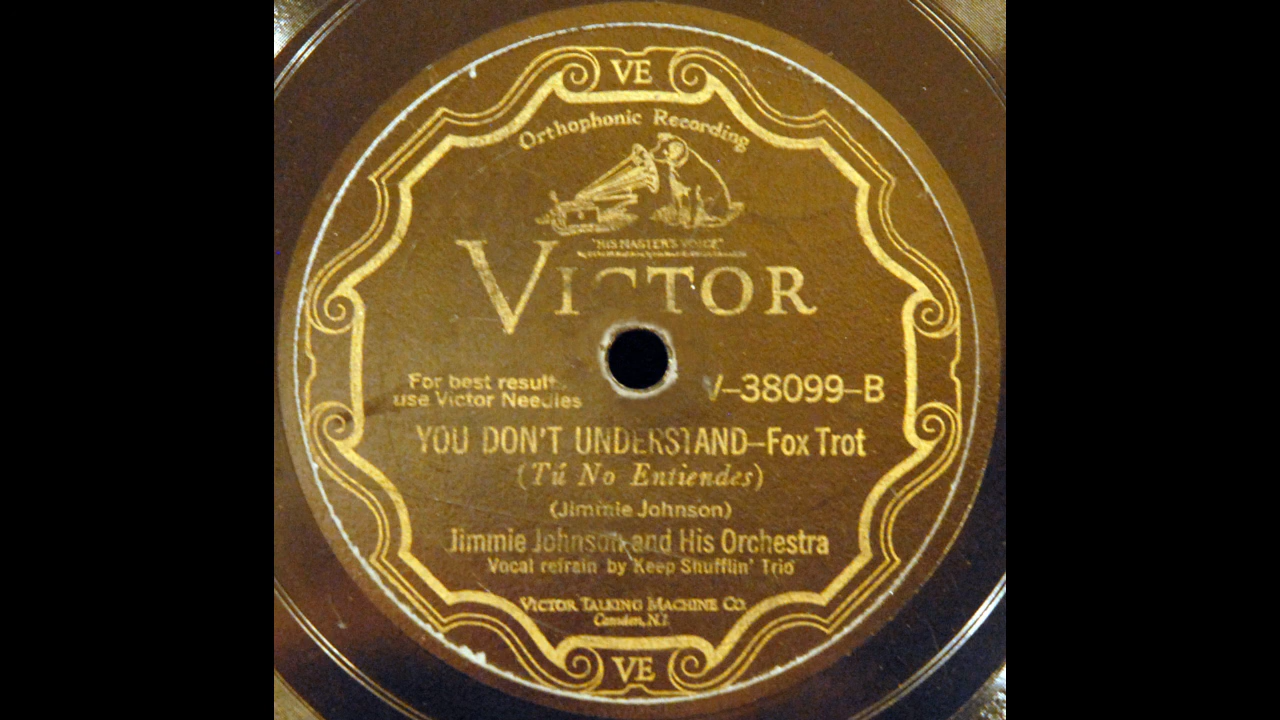 VE
Orthophonic Recording
"HIS MASTER'S VOICE"
VICTOR
For best result
use Victor Needles
V-38099-B
YOU DON'T UNDERSTAND-Fox Trot
(Tú No Entiendes)
(Jimmie Johnson)
Jimmie Johnson and His Orchestra
Vocal refrain by Keep Shufflin' Trio
VICTOR TALKING MACHINE CO.
Camden, N.J.
VE